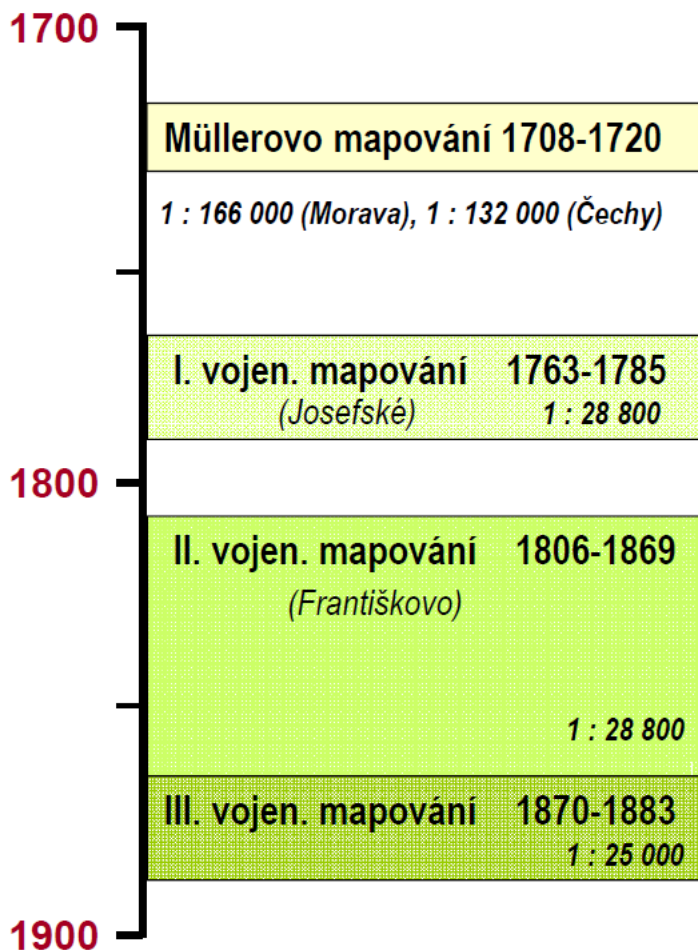 1700
Müllerovo mapování 1708-1720
1 : 166 000 (Morava), 1 : 132 000 (Čechy)
I. vojen. mapování 1763-1785
(Josefské) 1 : 28 800
1800
II. vojen. mapování 1806-1869
(Františkovo)
1 : 28 800
III. vojen. mapování 1870-1883
1 : 25 000
1900